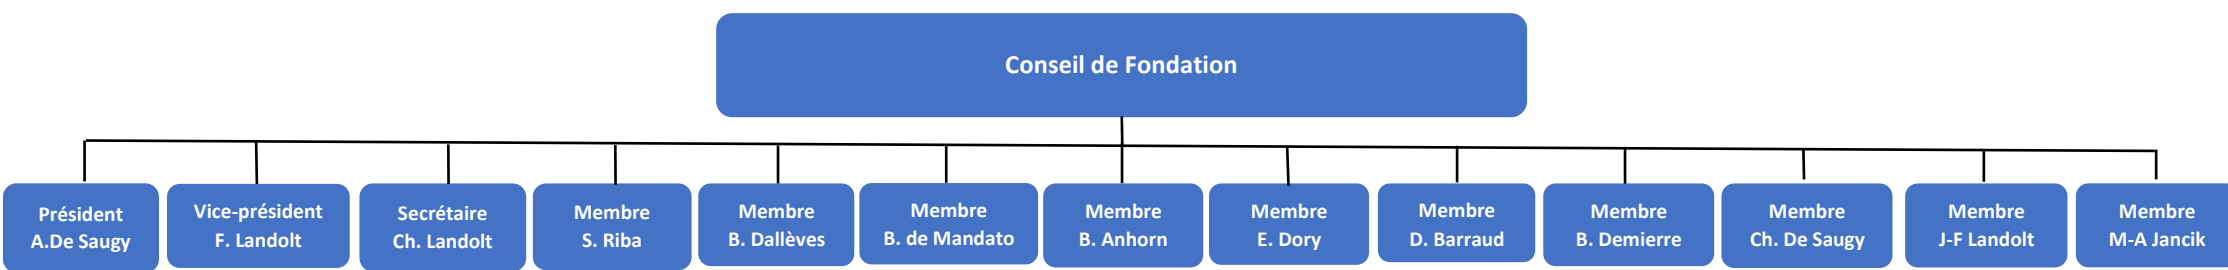 Conseil de Fondation
Président
A.De Saugy
Vice-président
F. Landolt
Secrétaire
Ch. Landolt
Membre
S. Riba
Membre
B. Dallèves
Membre
B. de Mandato
Membre
B. Anhorn
Membre
E. Dory
Membre
D. Barraud
Membre
B. Demierre
Membre
Ch. De Saugy
Membre
J-F Landolt
Membre
M-A Jancik